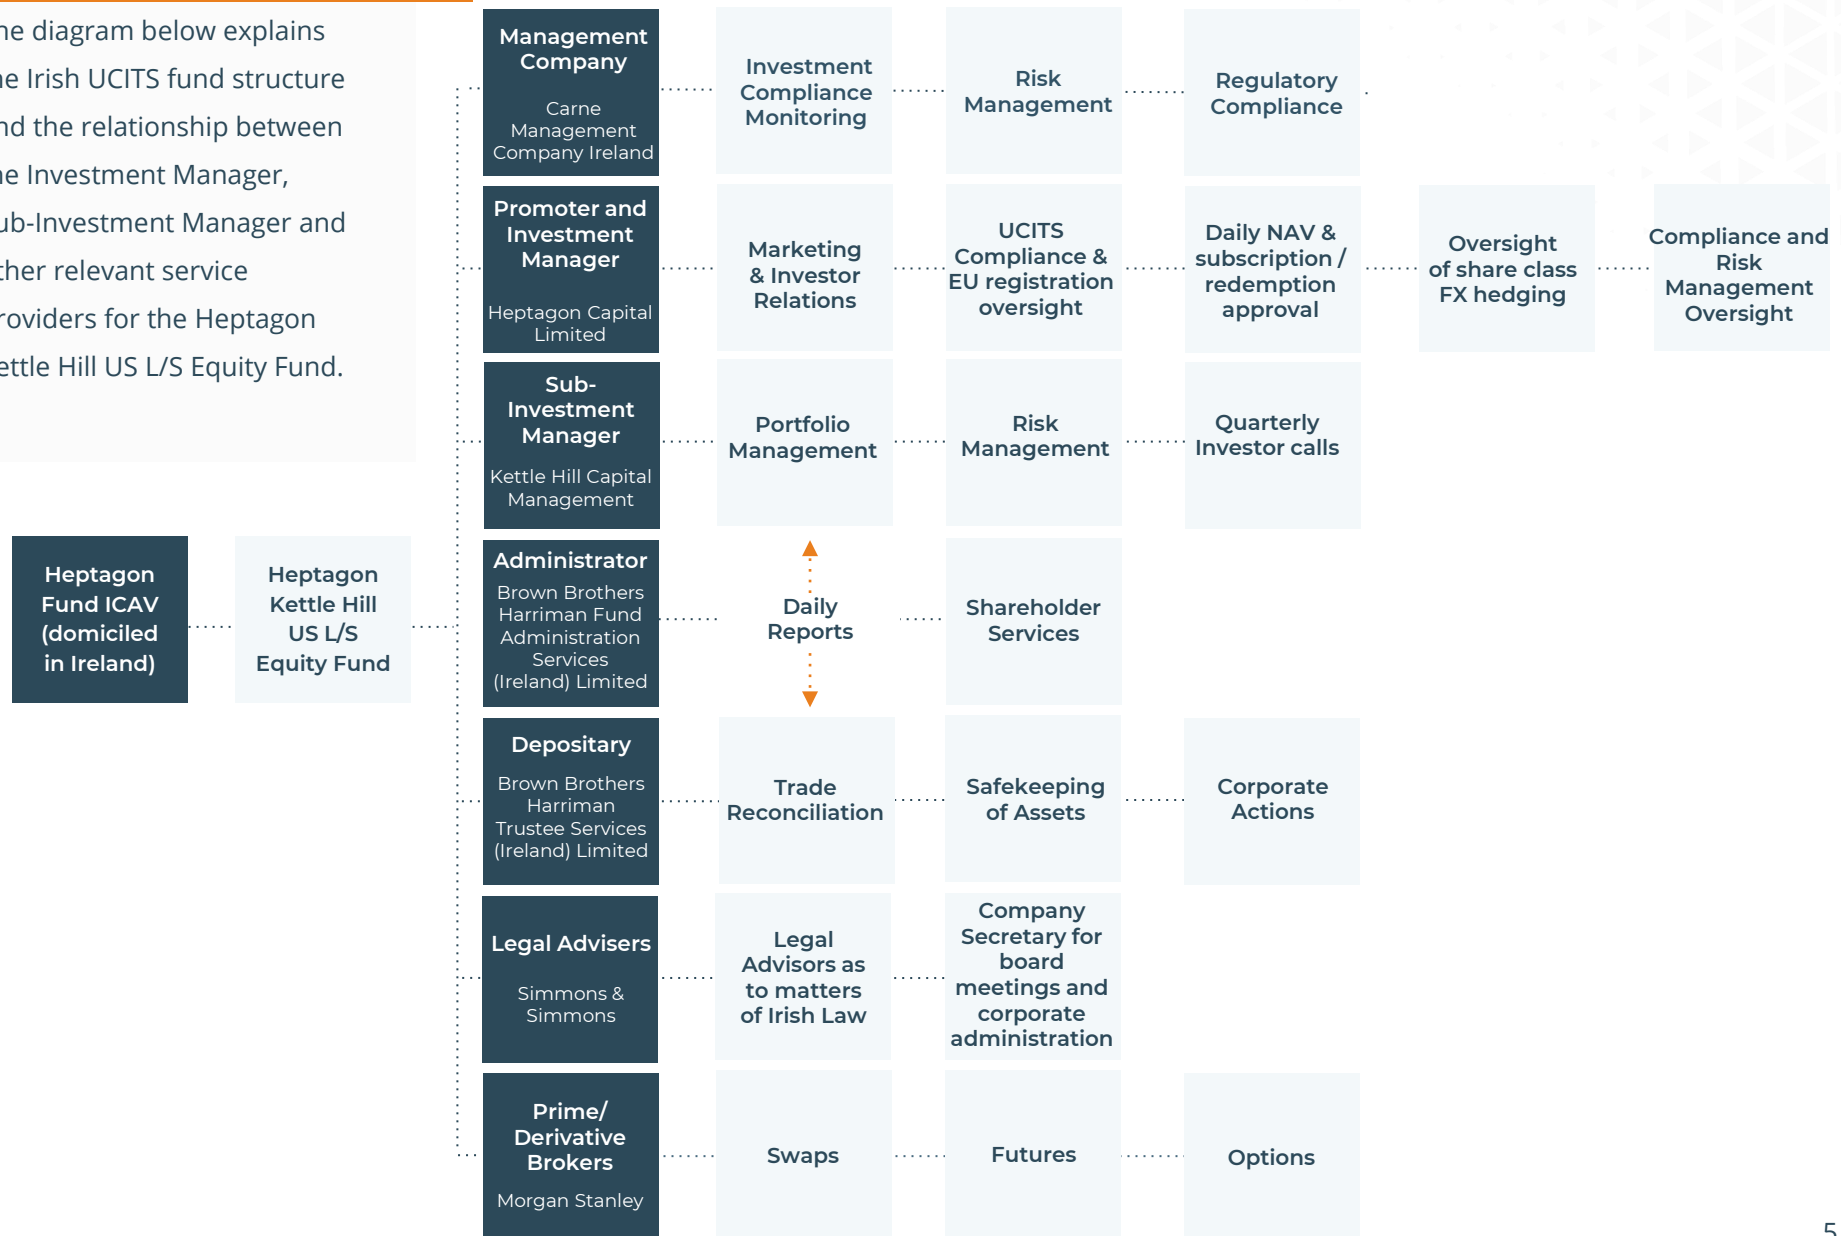 he diagram below explains
he Irish UCITS fund structure
nd the relationship between
he Investment Manager,
ub-Investment Manager and
ther relevant service
roviders for the Heptagon
ettle Hill US L/S Equity Fund.
Heptagon
Fund ICAV
(domiciled
in Ireland)
Heptagon
Kettle Hill
US L/S
Equity Fund
Management
Company
Carne
Management
Company Ireland
Investment
Compliance
Monitoring
Risk
Management
Regulatory
Compliance
Promoter and
Investment
Manager
Heptagon Capital
Limited
Marketing
& Investor
Relations
UCITS
Compliance &
EU registration
oversight
Daily NAV &
subscription /
redemption
approval
Oversight
of share class
FX hedging
Compliance and
Risk
Management
Oversight
Sub-
Investment
Manager
Kettle Hill Capital
Management
Portfolio
Management
Risk
Management
Quarterly
Investor calls
Administrator
Brown Brothers
Harriman Fund
Administration
Services
(Ireland) Limited
Daily
Reports
Shareholder
Services
Depositary
Brown Brothers
Harriman
Trustee Services
(Ireland) Limited
Trade
Reconciliation
Safekeeping
of Assets
Corporate
Actions
Legal Advisers
Simmons &
Simmons
Legal
Advisors as
to matters
of Irish Law
Company
Secretary for
board
meetings and
corporate
administration
Prime/
Derivative
Brokers
Morgan Stanley
Swaps
Futures
Options
5